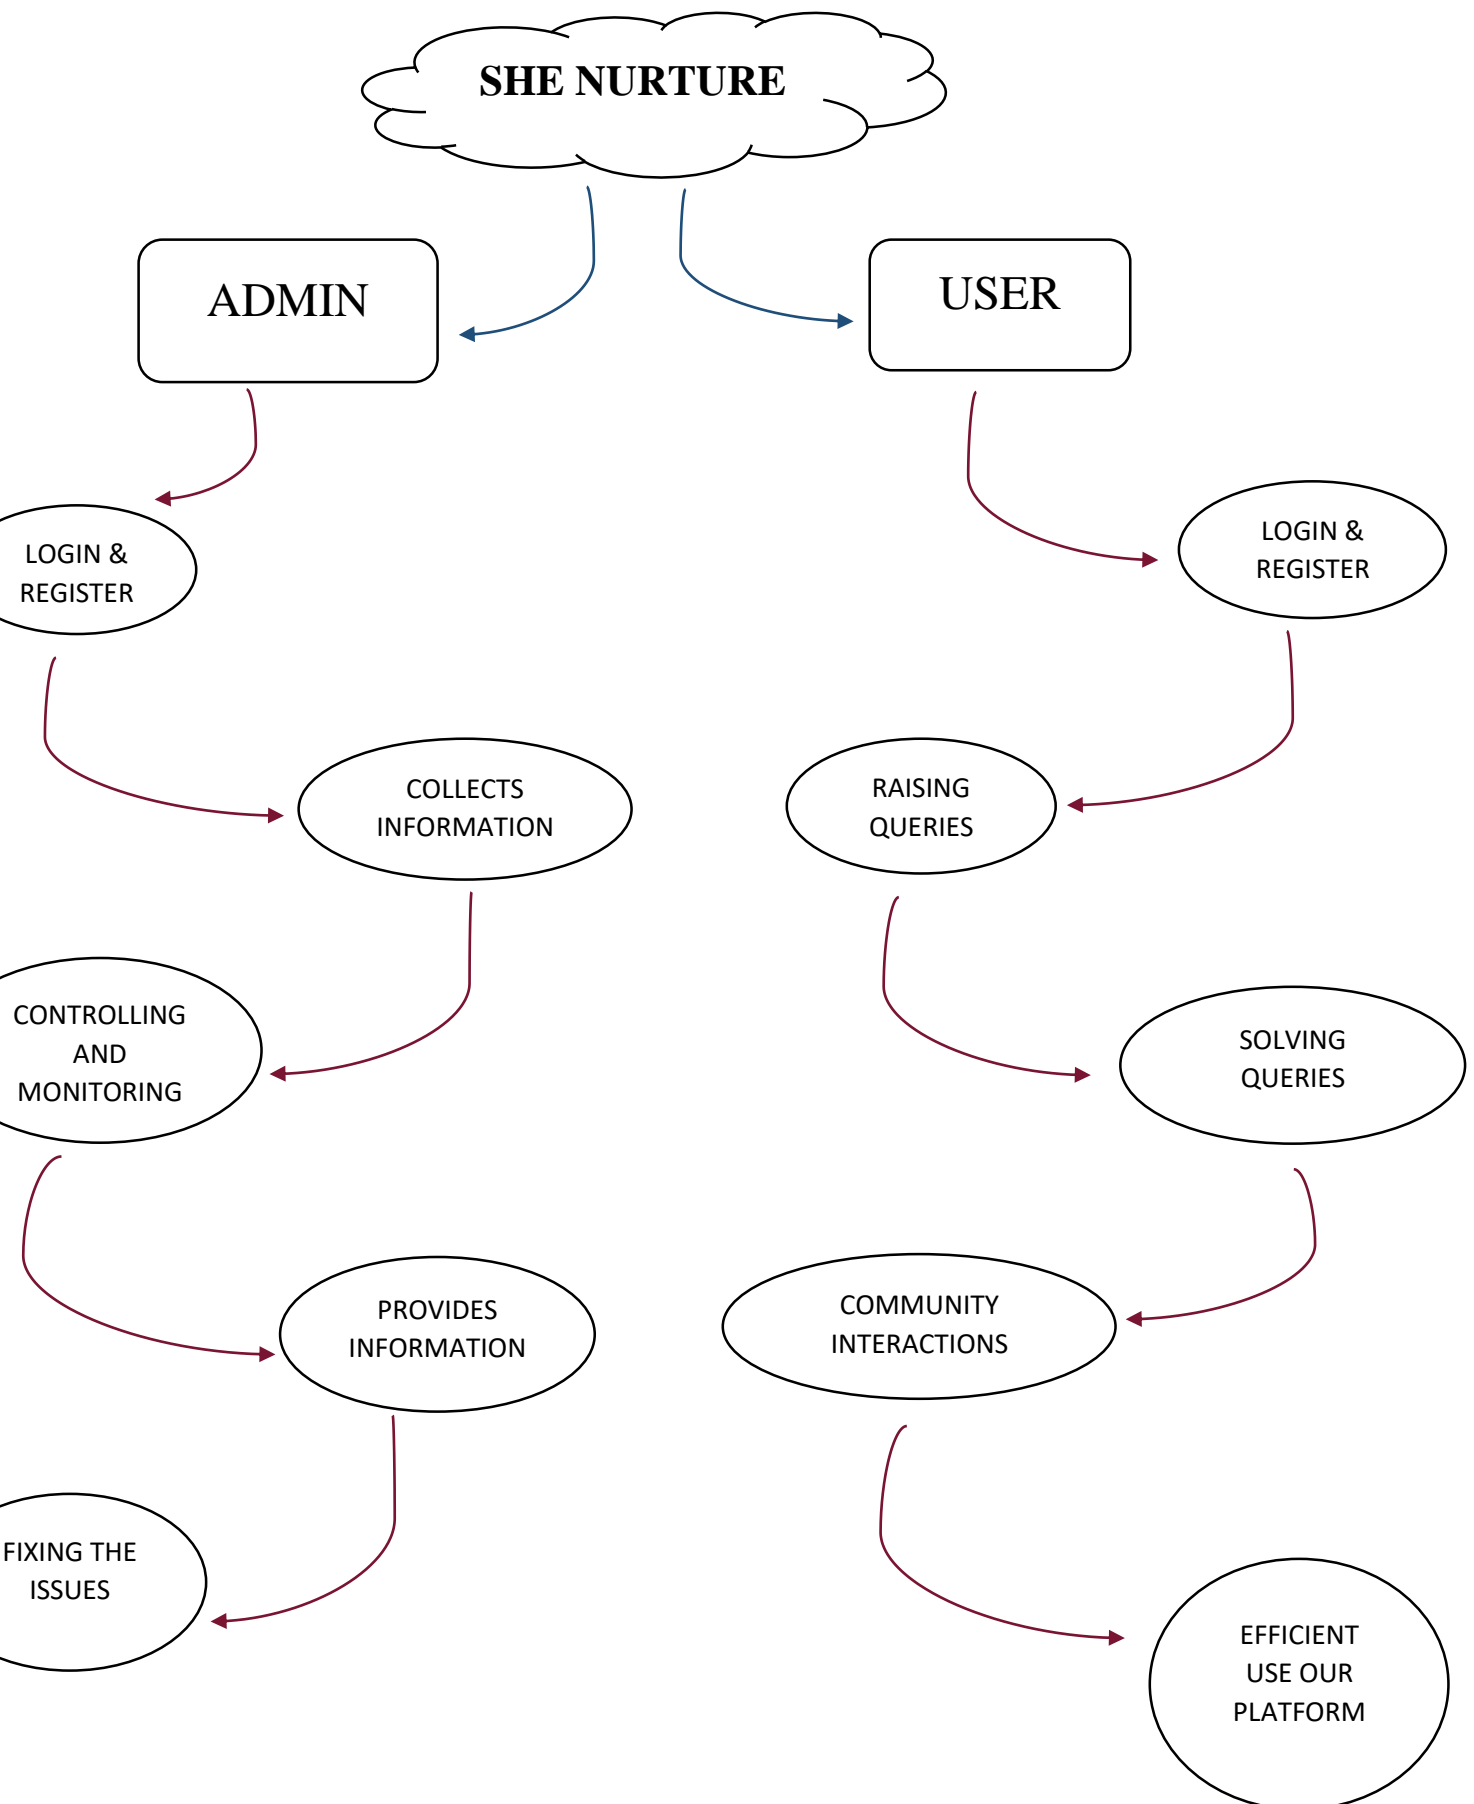 SHE NURTURE
ADMIN
USER
LOGIN &
REGISTER
LOGIN &
REGISTER
COLLECTS
INFORMATION
RAISING
QUERIES
CONTROLLING
AND
MONITORING
SOLVING
QUERIES
PROVIDES
INFORMATION
COMMUNITY
INTERACTIONS
FIXING THE
ISSUES
EFFICIENT
USE OUR
PLATFORM